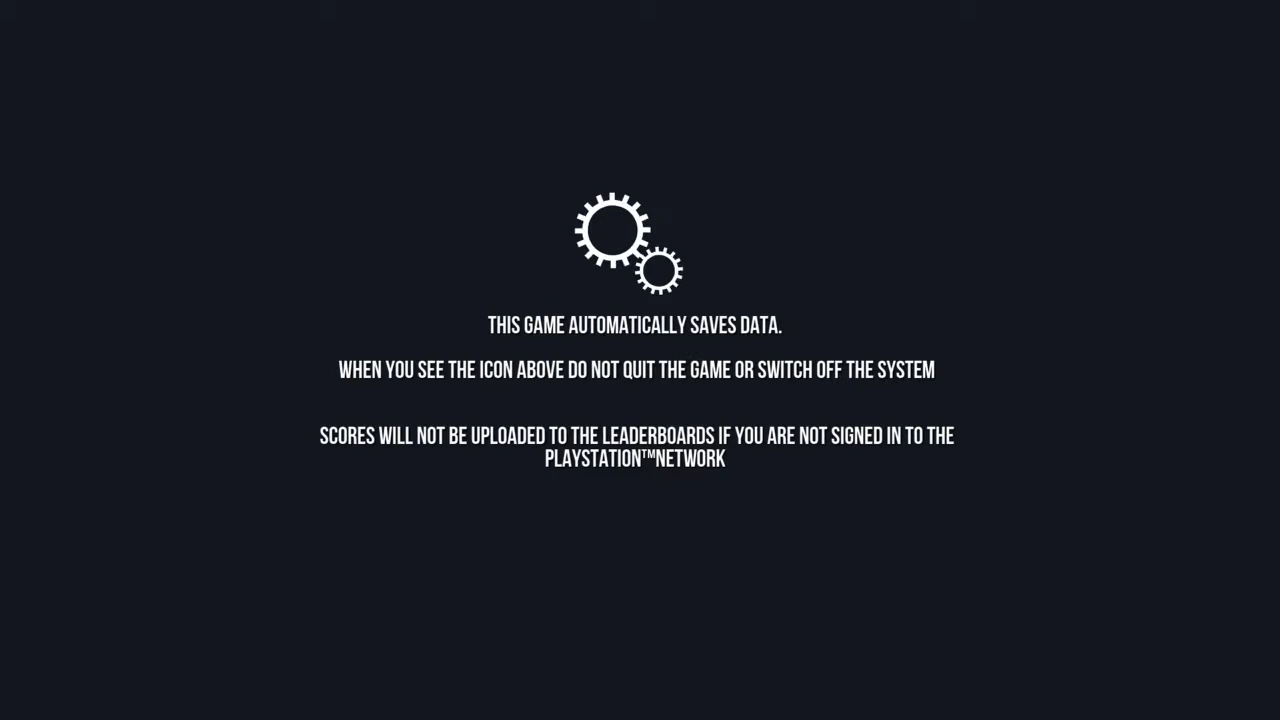 THIS GAME AUTOMATICALLY SAVES DATA.
WHEN YOU SEE THE ICON ABOVE DO NOT QUIT THE GAME OR SWITCH OFF THE SYSTEM
SCORES WILL NOT BE UPLOADED TO THE LEADERBOARDS IF YOU ARE NOT SIGNED IN TO THE
PLAYSTATION™NETWORK